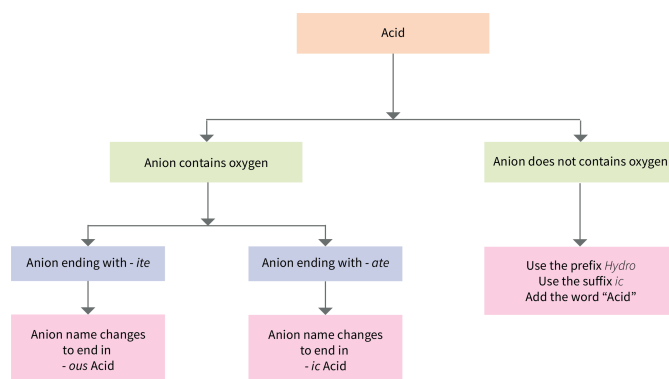 Acid
Anion contains oxygen
Anion does not contains oxygen
Anion ending with - ite
Anion ending with - ate
Use the prefix Hydro
Use the suffix ic
Add the word “Acid”
Anion name changes
to end in
- ous Acid
Anion name changes
to end in
- ic Acid